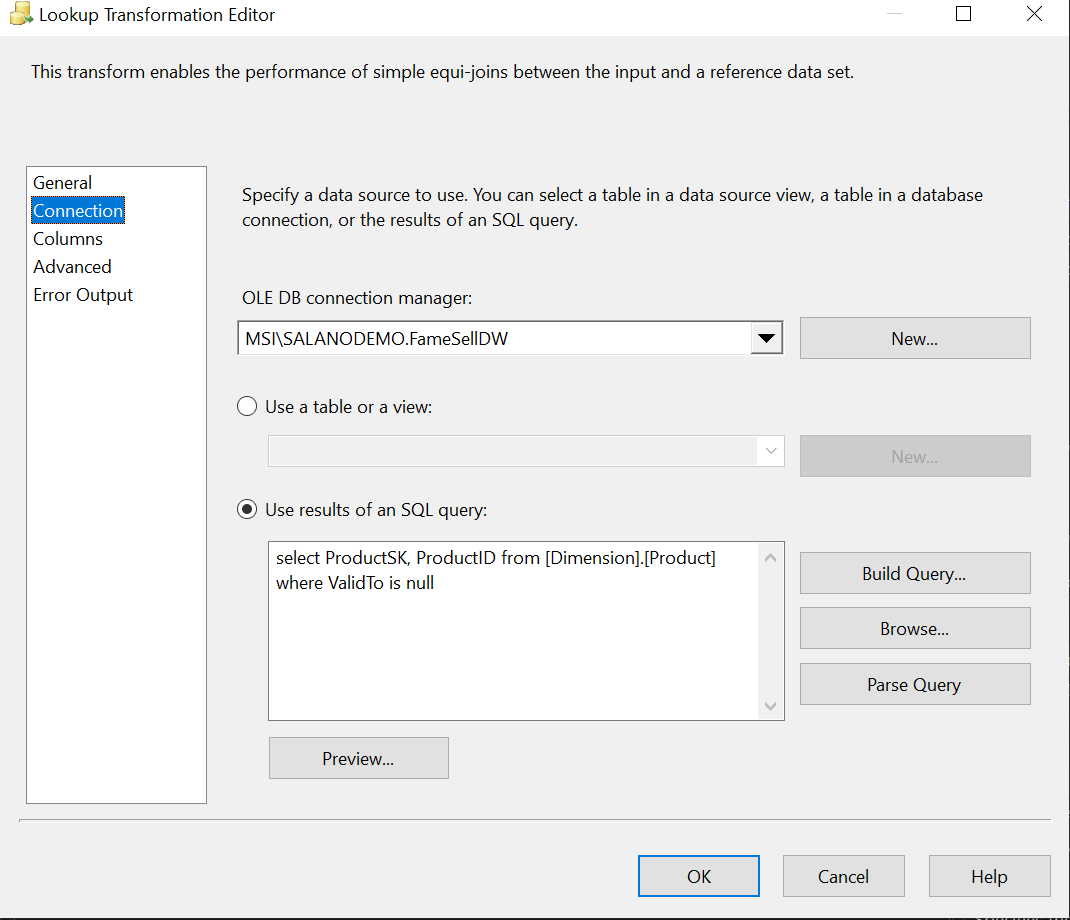 Lookup Transformation Editor
This transform enables the performance of simple equi-joins between the input and a reference data set.
General
Connection
Columns
Advanced
Error Output
Specify a data source to use. You can select a table in a data source view, a table in a database
connection, or the results of an SQL query.
OLE DB connection manager:
MSI\SALANODEMO.FameSellDW
New...
Use a table or a view:
New...
Use results of an SQL query:
select ProductSK, ProductID from [Dimension].[Product]
where ValidTo is null
Build Query...
Browse...
Parse Query
Preview...
OK
Cancel
Help